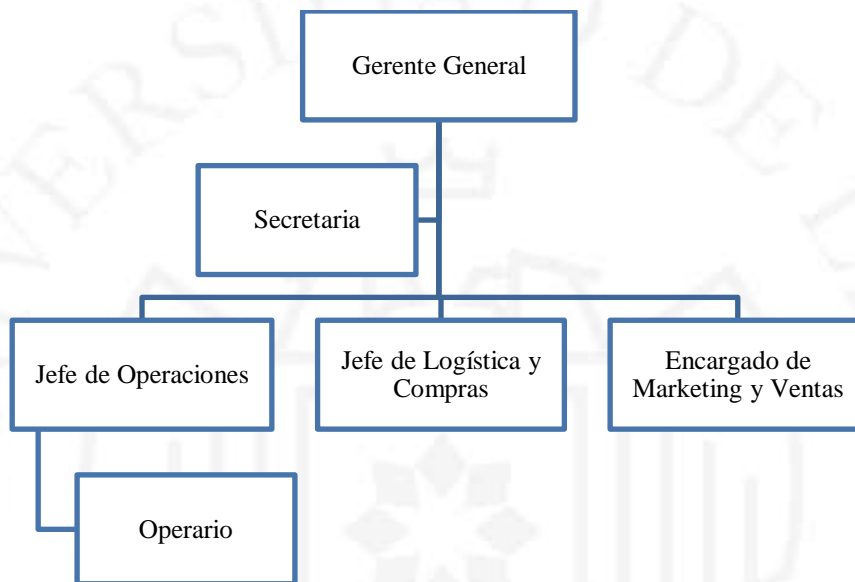 Gerente General
Secretaria
Jefe de Operaciones
Jefe de Logística y
Compras
Encargado de
Marketing y Ventas
Operario